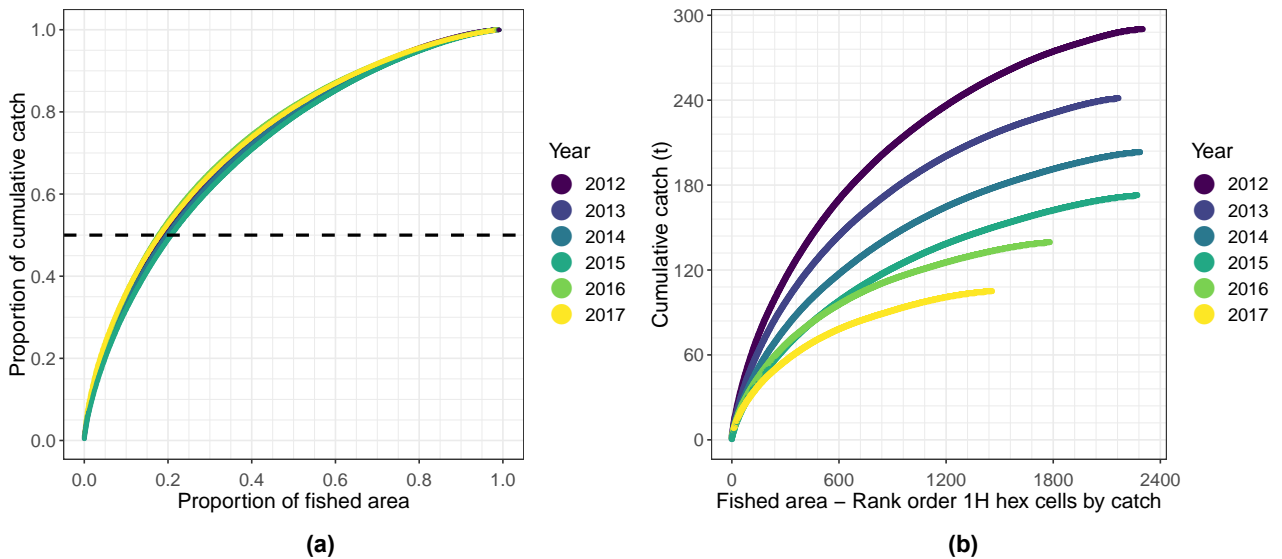 Proportion of cumulative catch
1.0
0.8
0.6
0.4
0.2
0.0
0.0 0.2 0.4 0.6 0.8 1.0
Proportion of fished area
Year
2012
2013
2014
2015
2016
2017
(a)
Cumulative catch (t)
300
240
180
120
60
0
0 600 1200 1800 2400
Fished area − Rank order 1H hex cells by catch
Year
2012
2013
2014
2015
2016
2017
(b)